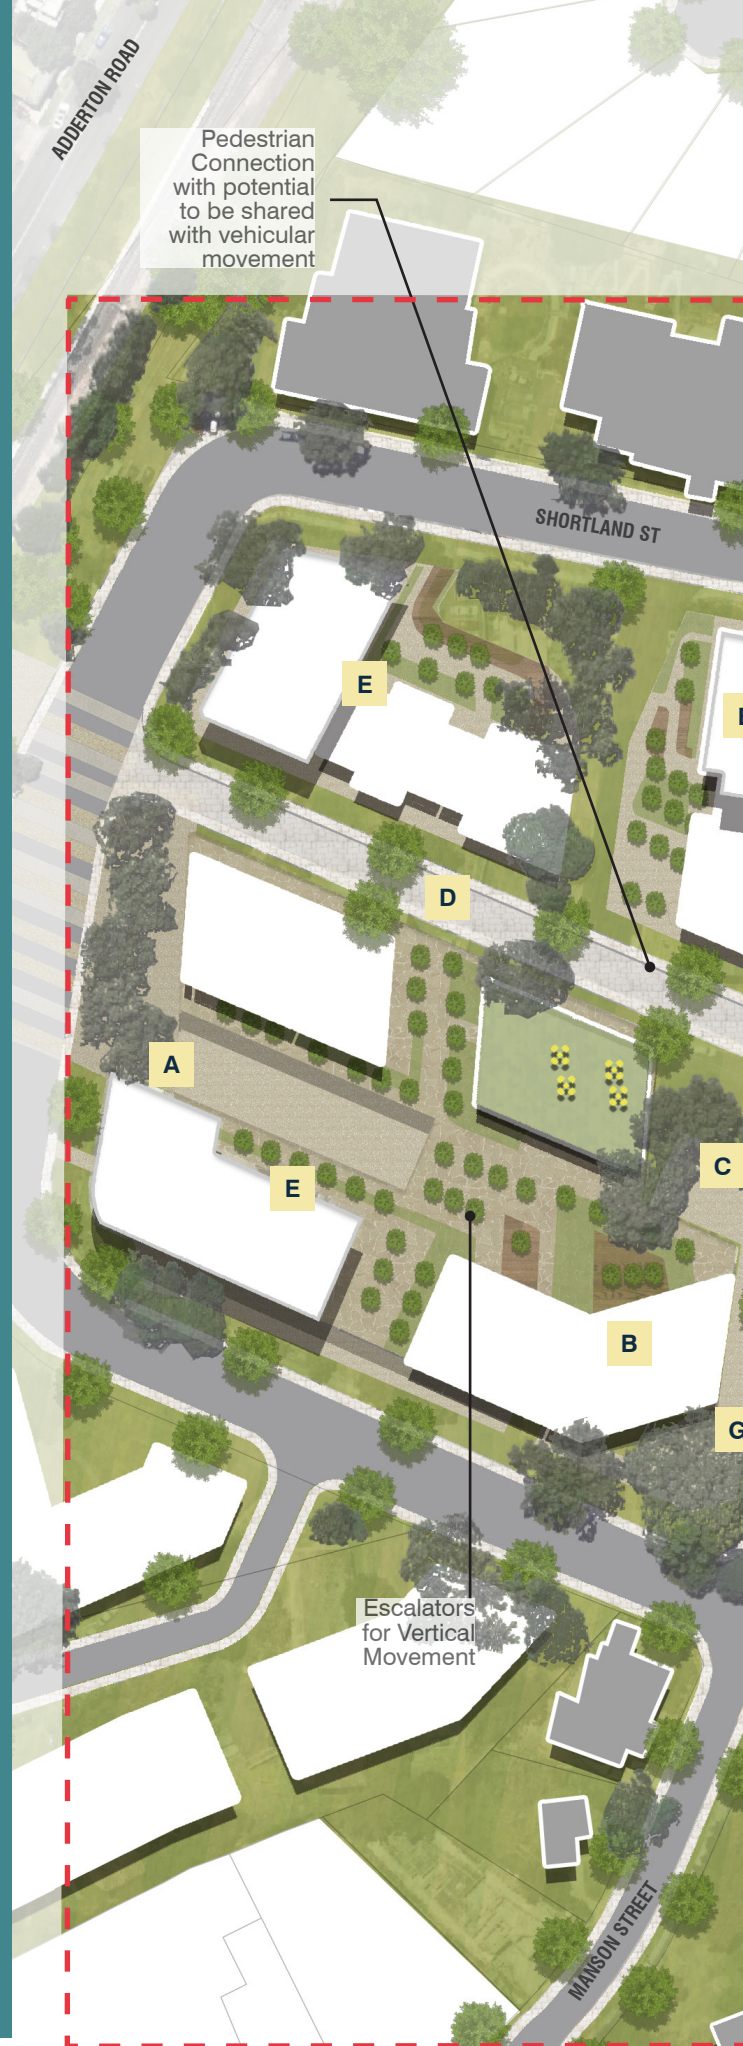 ADDERTON ROAD
Pedestrian
Connection
with potential
to be shared
with vehicular
movement
SHORTLAND ST
E
D
A
C
E
B
G
Escalators
for Vertical
Movement
MANSON STREET